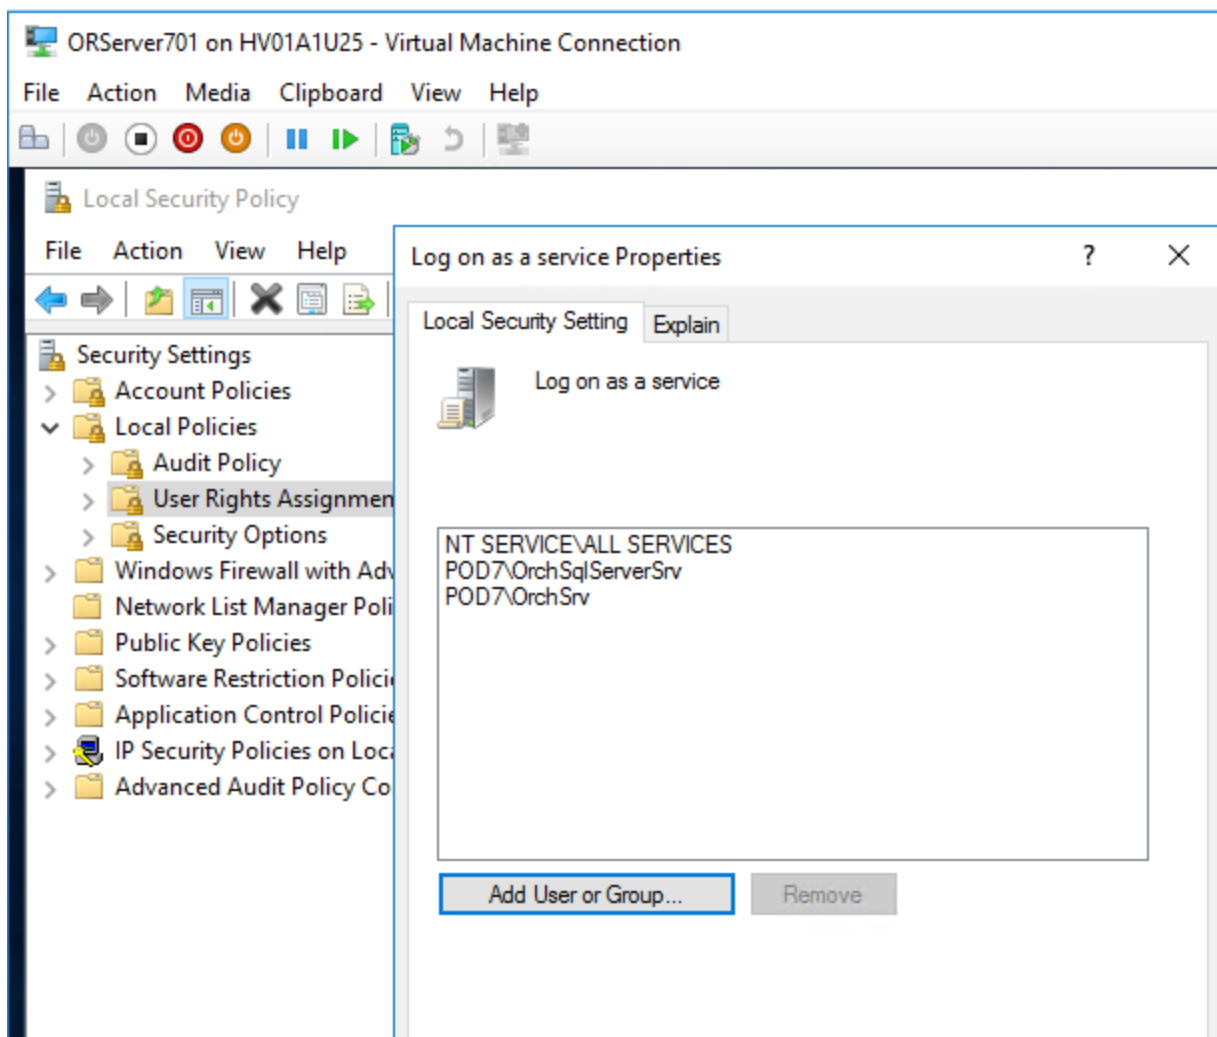 ORServer701 on HV01A1U25 - Virtual Machine Connection
File Action Media Clipboard View Help
Local Security Policy
File Action View Help
Log on as a service Properties
?
Local Security Setting
Explain
Log on as a service
Security Settings
Account Policies
Local Policies
Audit Policy
User Rights Assignmen
Security Options
Windows Firewall with Adv
Network List Manager Poli
Public Key Policies
Software Restriction Polici
Application Control Policie
IP Security Policies on Loca
Advanced Audit Policy Co
NT SERVICE\ALL SERVICES
POD7\OrchSqlServerSrv
POD7\OrchSrv
Add User or Group...
Remove